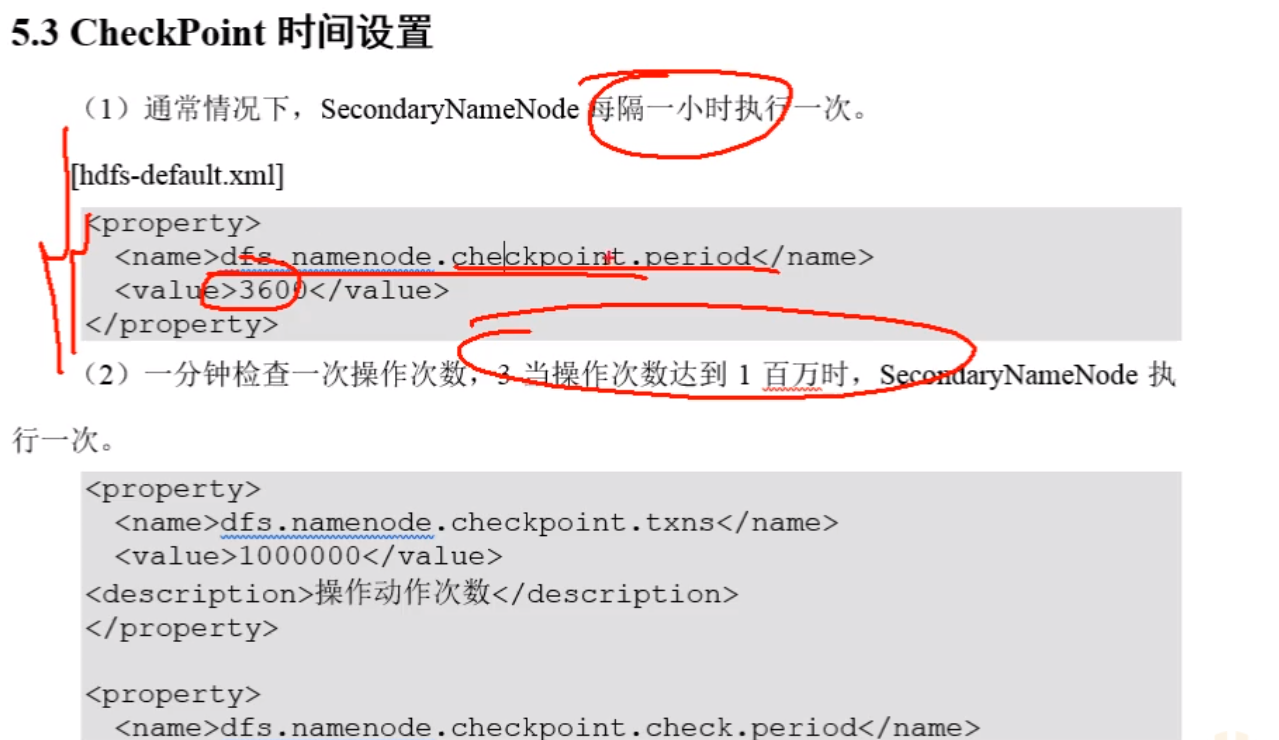 5.3 CheckPoint 时间设置
（1）通常情况下，SecondaryNameNode 每隔一小时执行一次。
[hdfs-default.xml]
<property>
<name>dfs.namenode.checkpoint.period</name>
<value>3600</value>
</property>
（2）一分钟检查一次操作次数，3 当操作次数达到 1 百万时，SecondaryNameNode 执
行一次。
<property>
<name>dfs.namenode.checkpoint.txns</name>
<value>1000000</value>
<description>操作动作次数</description>
</property>
<property>
<name>dfs.namenode.checkpoint.check.period</name>